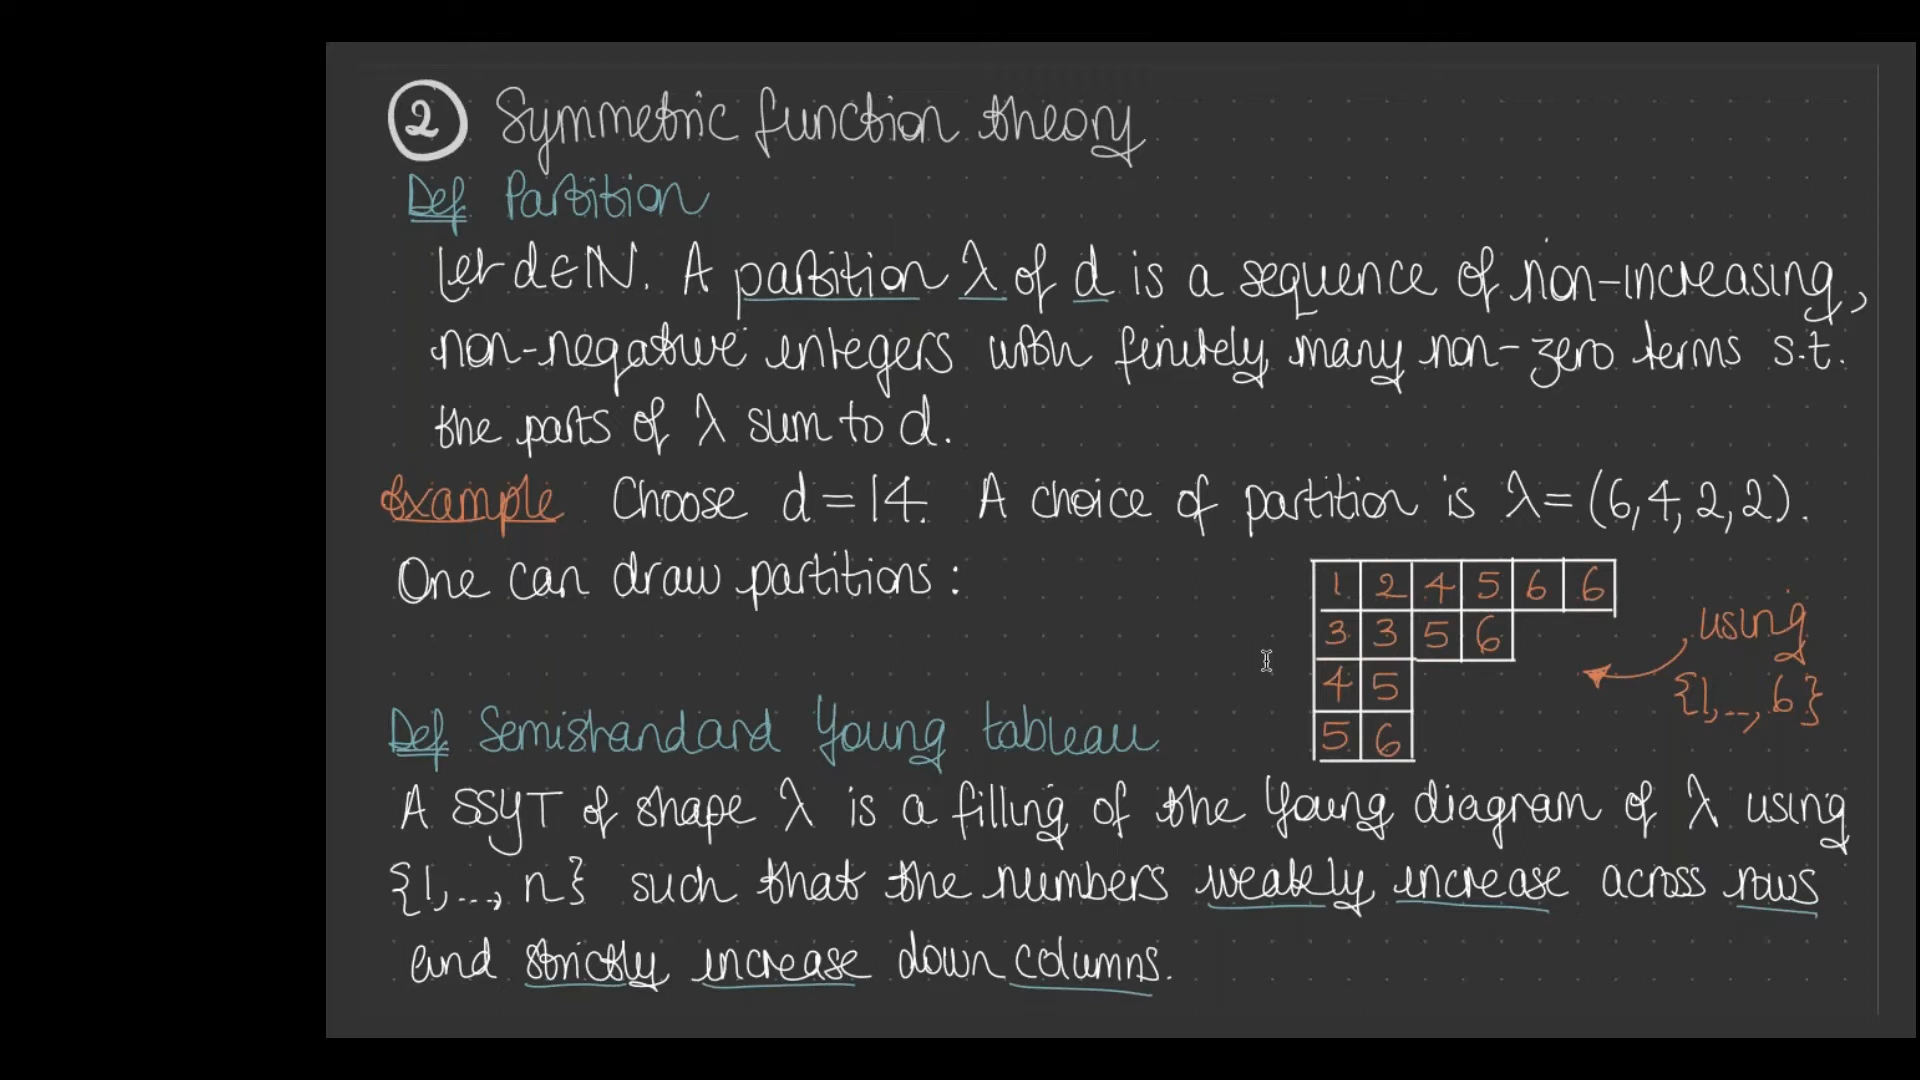 ② Symmetric function theory
Def Partition
Let d∈ℕ. A partition λ of d is a sequence of non-increasing,
non-negative integers with finitely many non-zero terms s.t.
the parts of λ sum to d.
Example Choose d=14. A choice of partition is λ=(6,4,2,2).
One can draw partitions:
1 2 4 5 6 6
3 3 5 6
4 5
5 6
using
{1,..,6}
Def Semistandard Young tableau
A SSYT of shape λ is a filling of the Young diagram of λ using
{1,..., n} such that the numbers weakly increase across rows
and strictly increase down columns.